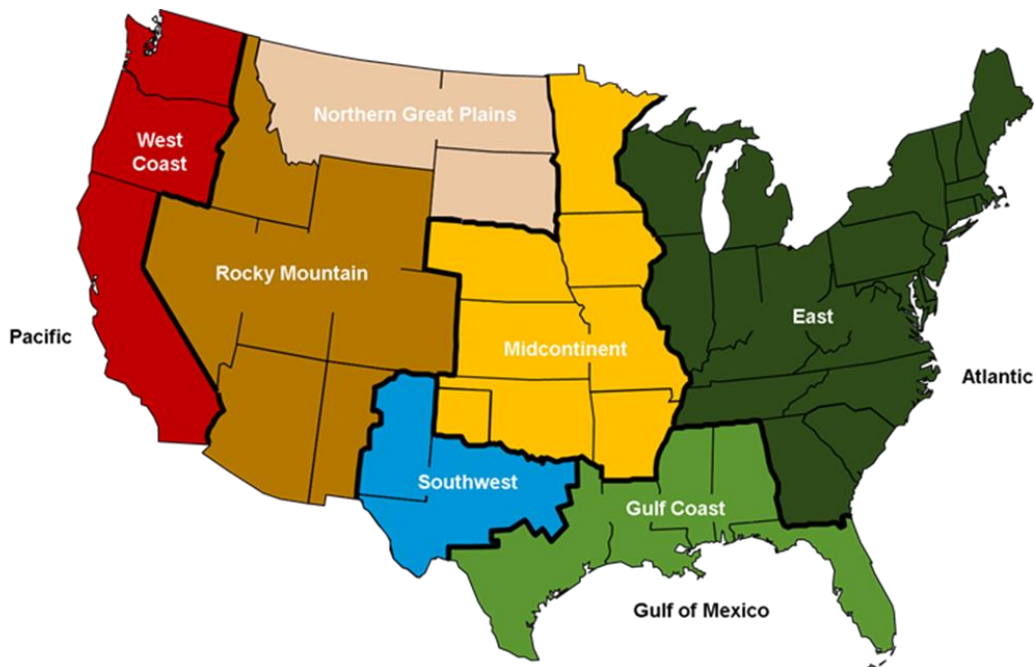 Northern Great Plains
West
Coast
Rocky Mountain
Pacific
East
Midcontinent
Atlantic
Southwest
Gulf Coast
Gulf of Mexico